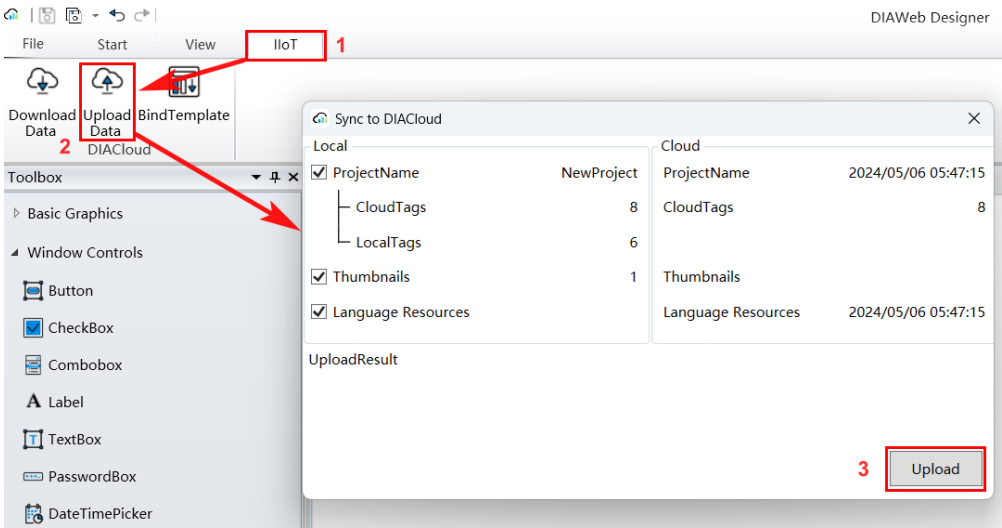 DIAWeb Designer
File Start View IIoT 1
Download Data Upload Data BindTemplate
2 DIACloud
Toolbox
Basic Graphics
Window Controls
Button
CheckBox
Combobox
Label
TextBox
PasswordBox
DateTimePicker
Sync to DIACloud
Local
ProjectName NewProject
CloudTags 8
LocalTags 6
Thumbnails 1
Language Resources
Cloud
ProjectName 2024/05/06 05:47:15
CloudTags 8
Thumbnails
Language Resources 2024/05/06 05:47:15
UploadResult
3 Upload